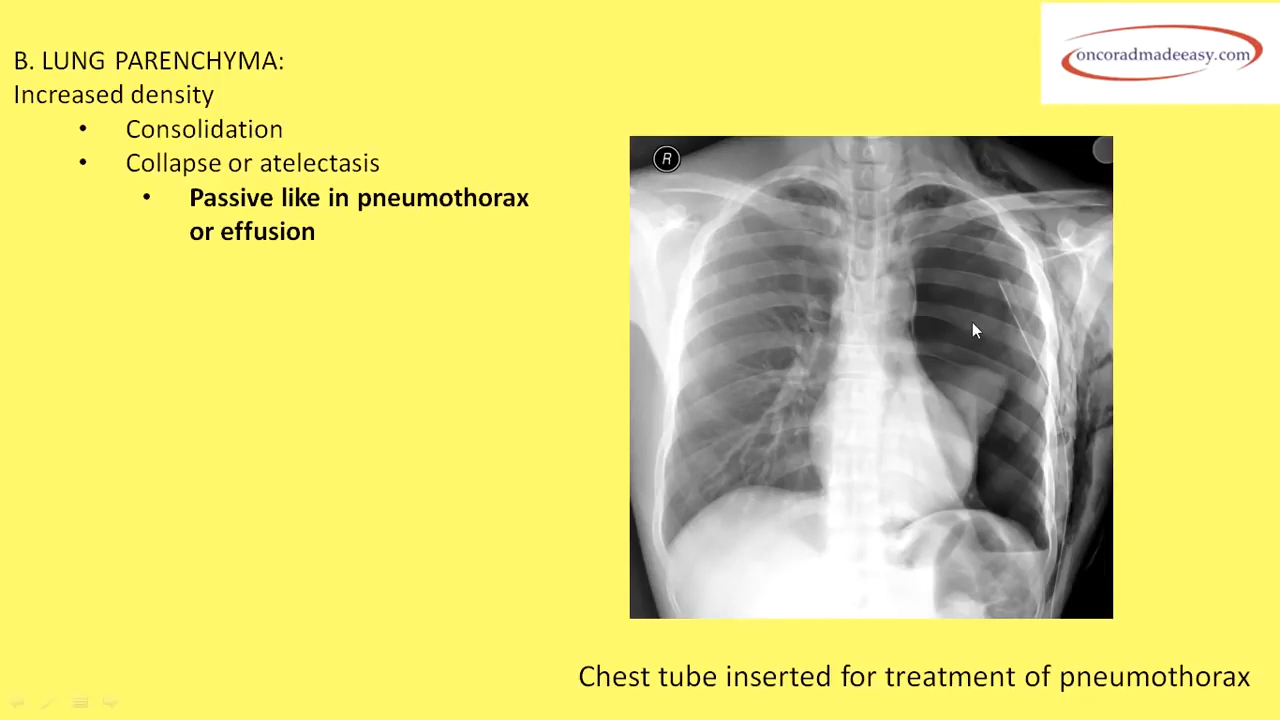 B. LUNG PARENCHYMA:
Increased density
• Consolidation
• Collapse or atelectasis
• Passive like in pneumothorax
or effusion
oncoradmadeeasy.com
R
Chest tube inserted for treatment of pneumothorax